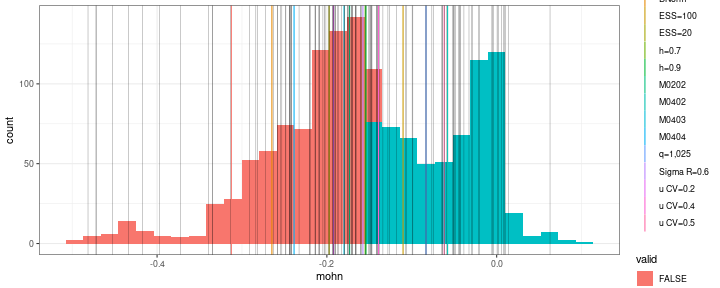 ESS=100
ESS=20
h=0.7
h=0.9
M0202
M0402
M0403
M0404
q=1,025
Sigma R=0.6
u CV=0.2
u CV=0.4
u CV=0.5
valid
FALSE
count
100
50
0
-0.4
-0.2
0.0
mohn